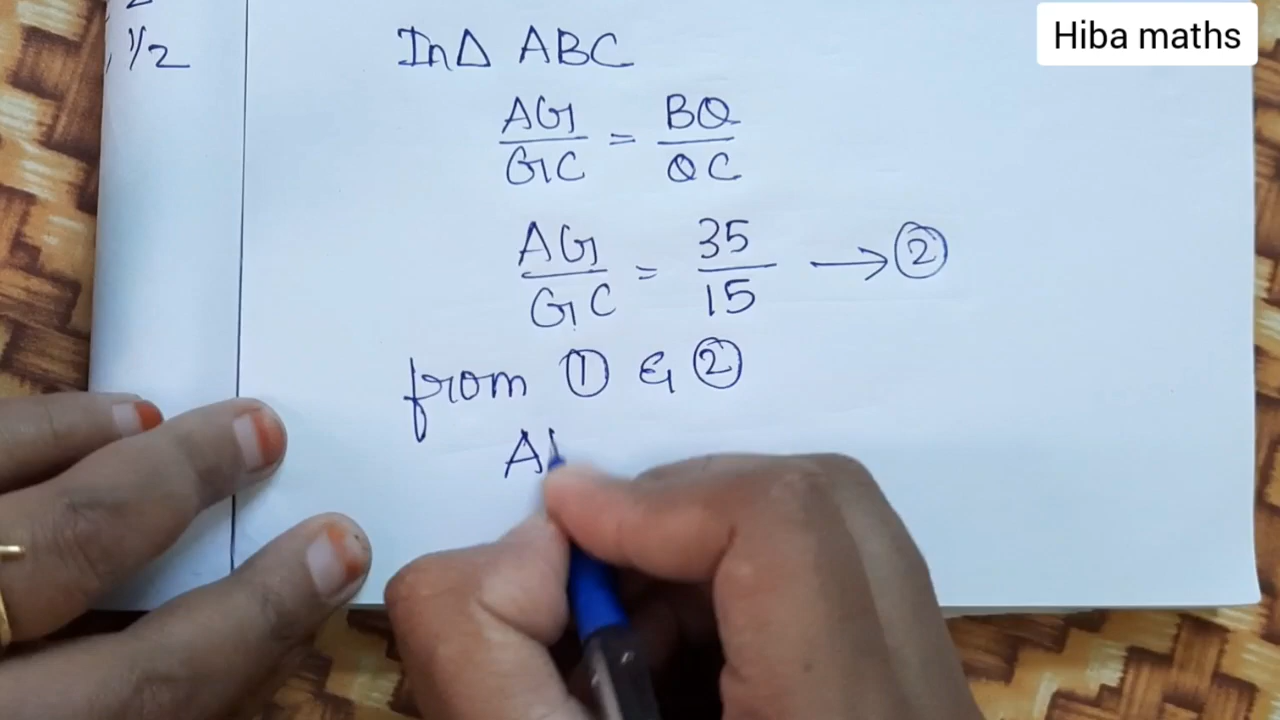 Hiba maths
, 1/2
In Δ ABC
AG/GC = BQ/QC
AG/GC = 35/15 → ②
from ① & ②
A